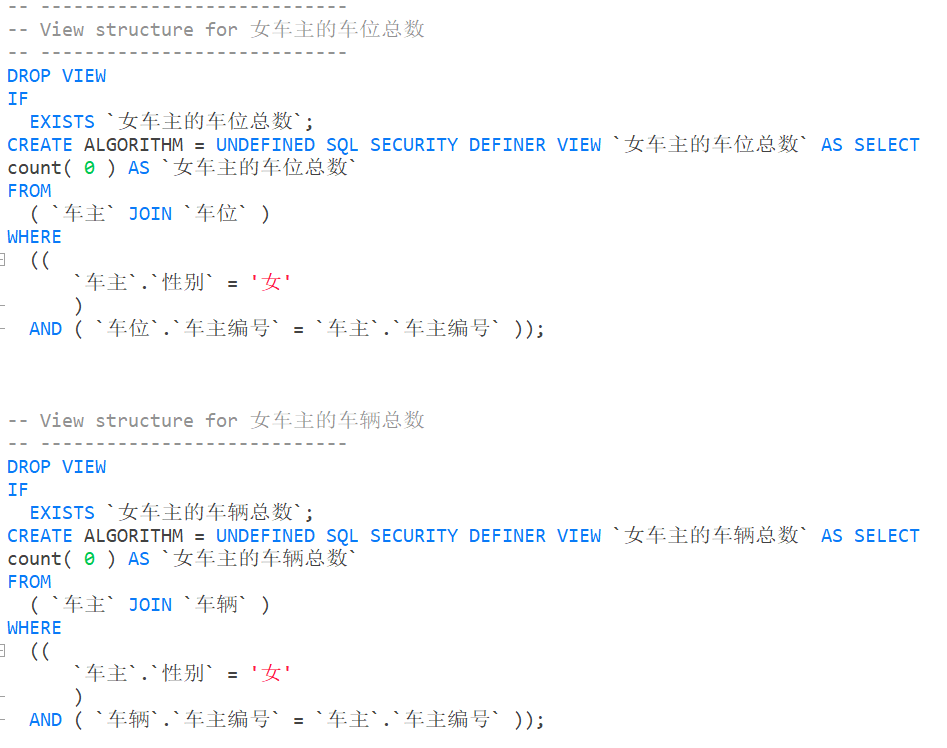 -- ----------------------------
-- View structure for 女车主的车位总数
-- ----------------------------
DROP VIEW
IF
EXISTS `女车主的车位总数`;
CREATE ALGORITHM = UNDEFINED SQL SECURITY DEFINER VIEW `女车主的车位总数` AS SELECT
count( 0 ) AS `女车主的车位总数`
FROM
( `车主` JOIN `车位` )
WHERE
((
`车主`.`性别` = '女'
)
AND ( `车位`.`车主编号` = `车主`.`车主编号` ));
-- View structure for 女车主的车辆总数
-- ----------------------------
DROP VIEW
IF
EXISTS `女车主的车辆总数`;
CREATE ALGORITHM = UNDEFINED SQL SECURITY DEFINER VIEW `女车主的车辆总数` AS SELECT
count( 0 ) AS `女车主的车辆总数`
FROM
( `车主` JOIN `车辆` )
WHERE
((
`车主`.`性别` = '女'
)
AND ( `车辆`.`车主编号` = `车主`.`车主编号` ));